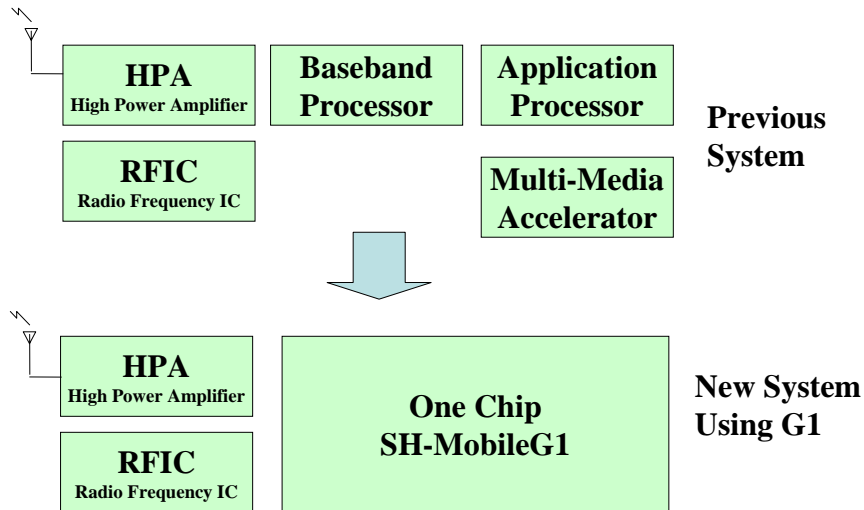 HPA
High Power Amplifier
Baseband
Processor
Application
Processor
Previous
System
RFIC
Radio Frequency IC
Multi-Media
Accelerator
HPA
High Power Amplifier
One Chip
SH-MobileG1
New System
Using G1
RFIC
Radio Frequency IC